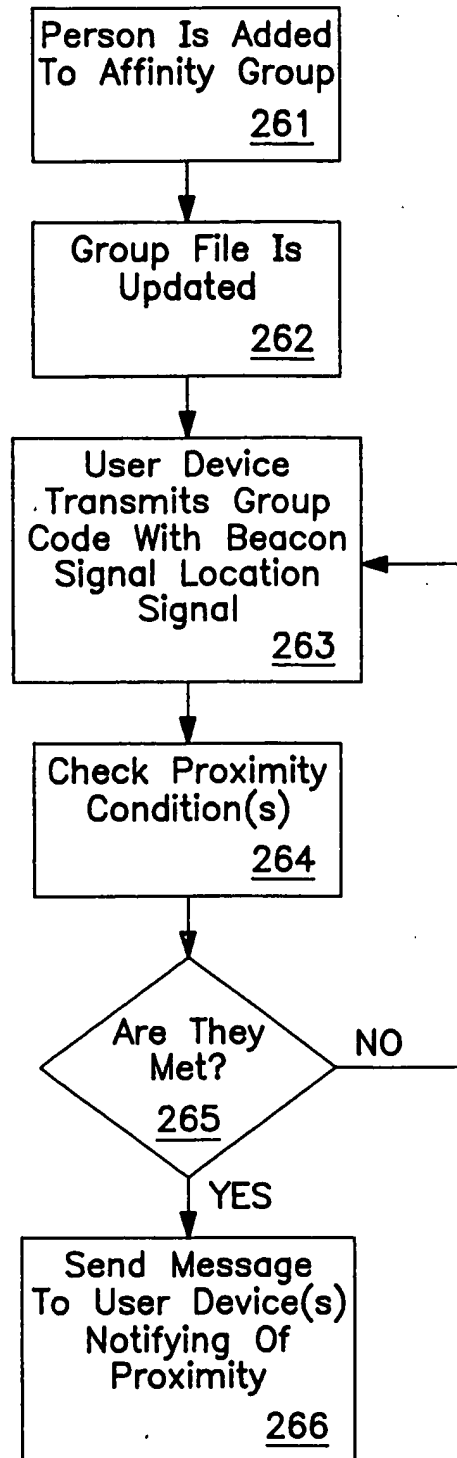 Person Is Added
To Affinity Group
261
Group File Is
Updated
262
User Device
Transmits Group
Code With Beacon
Signal Location
Signal
263
Check Proximity
Condition(s)
264
Are They
Met?
265
NO
YES
Send Message
To User Device(s)
Notifying Of
Proximity
266